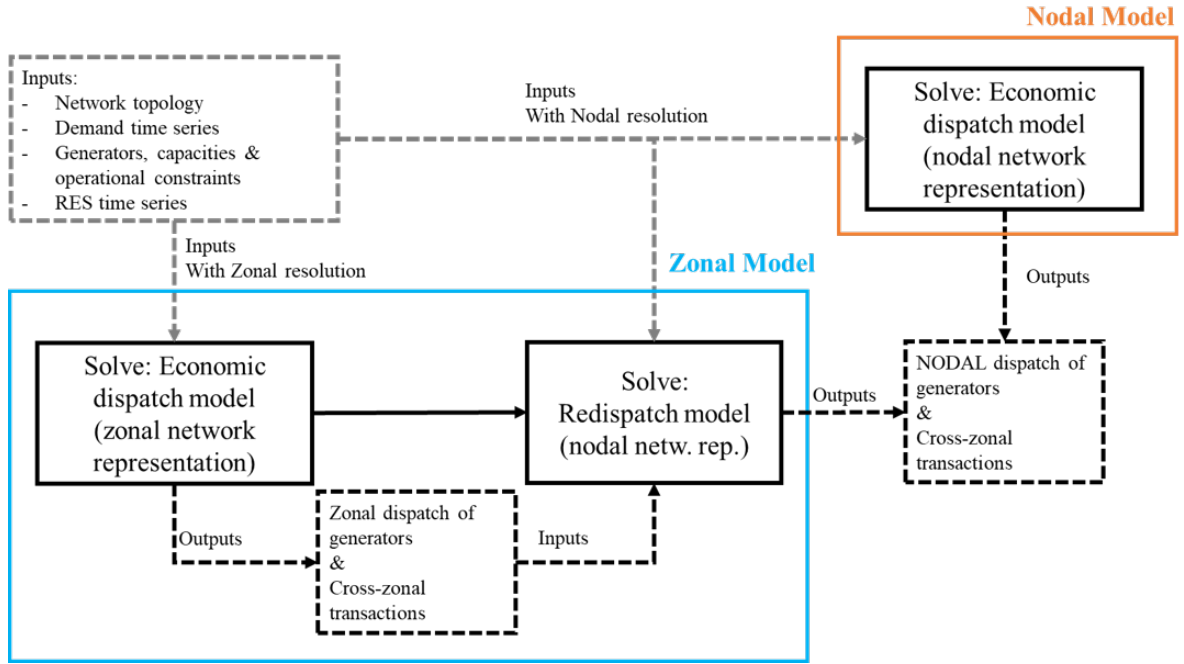 Nodal Model
Inputs:
- Network topology
- Demand time series
- Generators, capacities &
operational constraints
- RES time series
Inputs
With Nodal resolution
Solve: Economic
dispatch model
(nodal network
representation)
Inputs
With Zonal resolution
Zonal Model
Outputs
Solve: Economic
dispatch model
(zonal network
representation)
Solve:
Redispatch model
(nodal netw. rep.)
Outputs
NODAL dispatch of
generators
&
Cross-zonal
transactions
Outputs
Zonal dispatch of
generators
&
Cross-zonal
transactions
Inputs